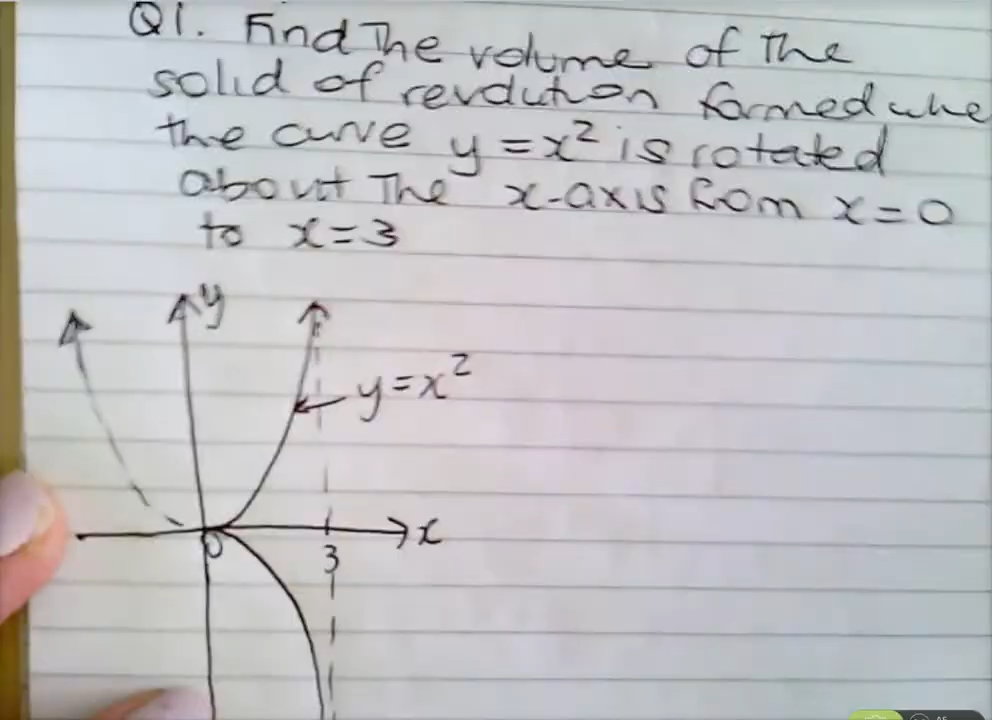 Q1. Find The volume of The
solid of revolution formed whe
the curve y = x² is rotated
about The x-axis from x = 0
to x = 3
y
y = x²
x
0
3